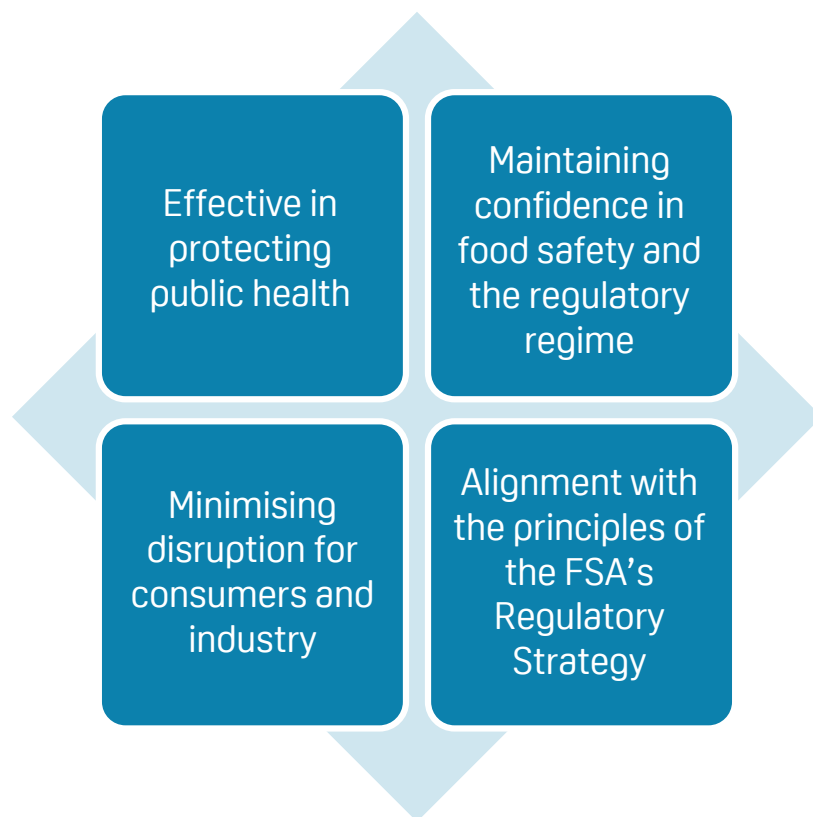 Effective in
protecting
public health
Maintaining
confidence in
food safety and
the regulatory
regime
Minimising
disruption for
consumers and
industry
Alignment with
the principles of
the FSA’s
Regulatory
Strategy